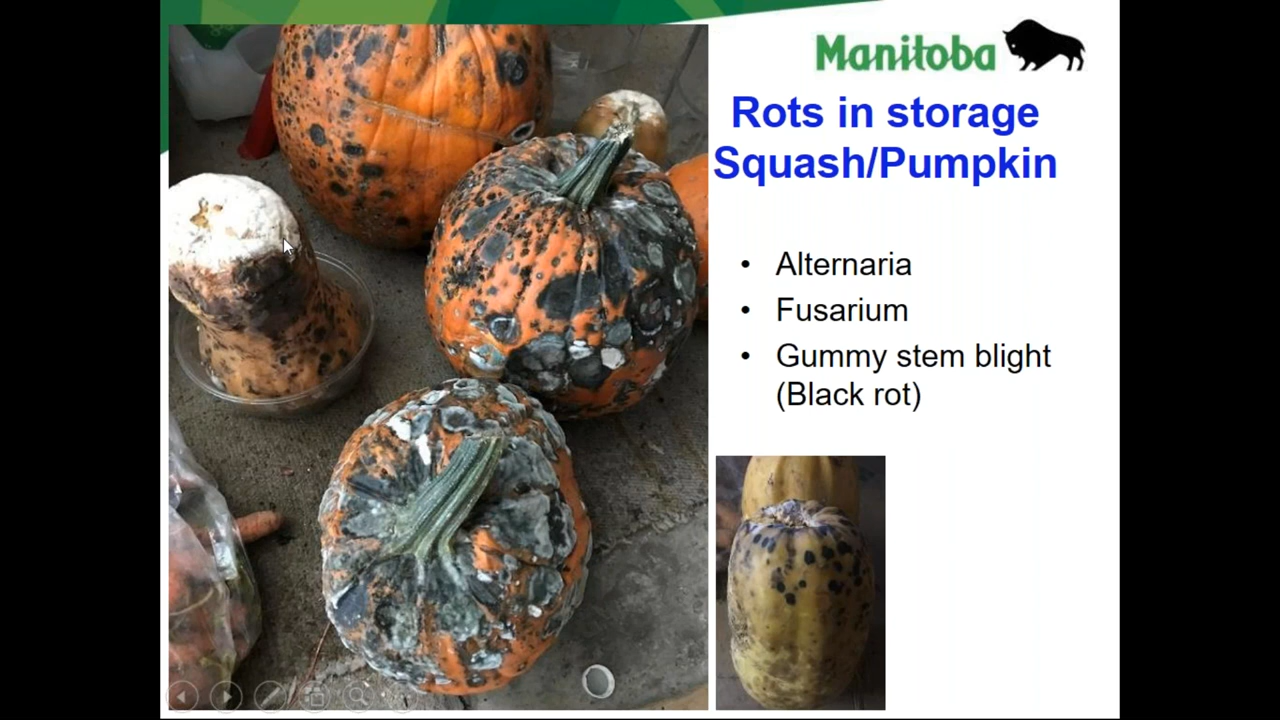 Manitoba
Rots in storage
Squash/Pumpkin
• Alternaria
• Fusarium
• Gummy stem blight
(Black rot)